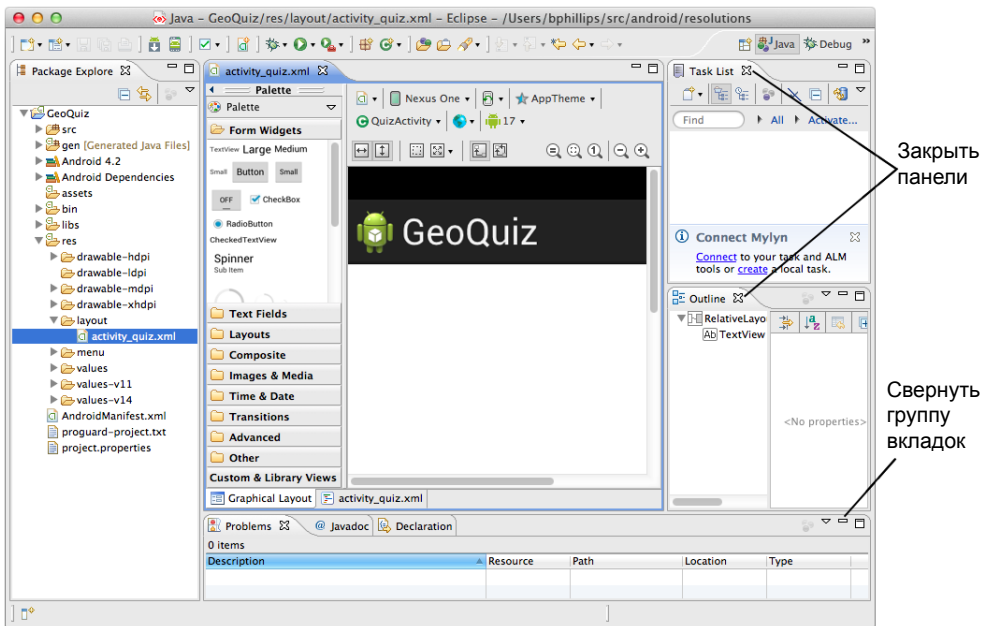 Java – GeoQuiz/res/layout/activity_quiz.xml – Eclipse – /Users/bphillips/src/android/resolutions
Java
Debug
Package Explore
GeoQuiz
src
gen [Generated Java Files]
Android 4.2
Android Dependencies
assets
bin
libs
res
drawable-hdpi
drawable-ldpi
drawable-mdpi
drawable-xhdpi
layout
activity_quiz.xml
menu
values
values-v11
values-v14
AndroidManifest.xml
proguard-project.txt
project.properties
activity_quiz.xml
Palette
Palette
Form Widgets
TextView Large Medium
Small Button Small
OFF CheckBox
RadioButton
CheckedTextView
Spinner
Sub Item
Text Fields
Layouts
Composite
Images & Media
Time & Date
Transitions
Advanced
Other
Custom & Library Views
Nexus One
AppTheme
QuizActivity
17
GeoQuiz
Graphical Layout
activity_quiz.xml
Task List
Find
All
Activate...
Connect Mylyn
Connect to your task and ALM
tools or create a local task.
Outline
RelativeLayo
Ab TextView
<No properties>
Problems
@ Javadoc
Declaration
0 items
Description Resource Path Location Type
Закрыть
панели
Свернуть
группу
вкладок